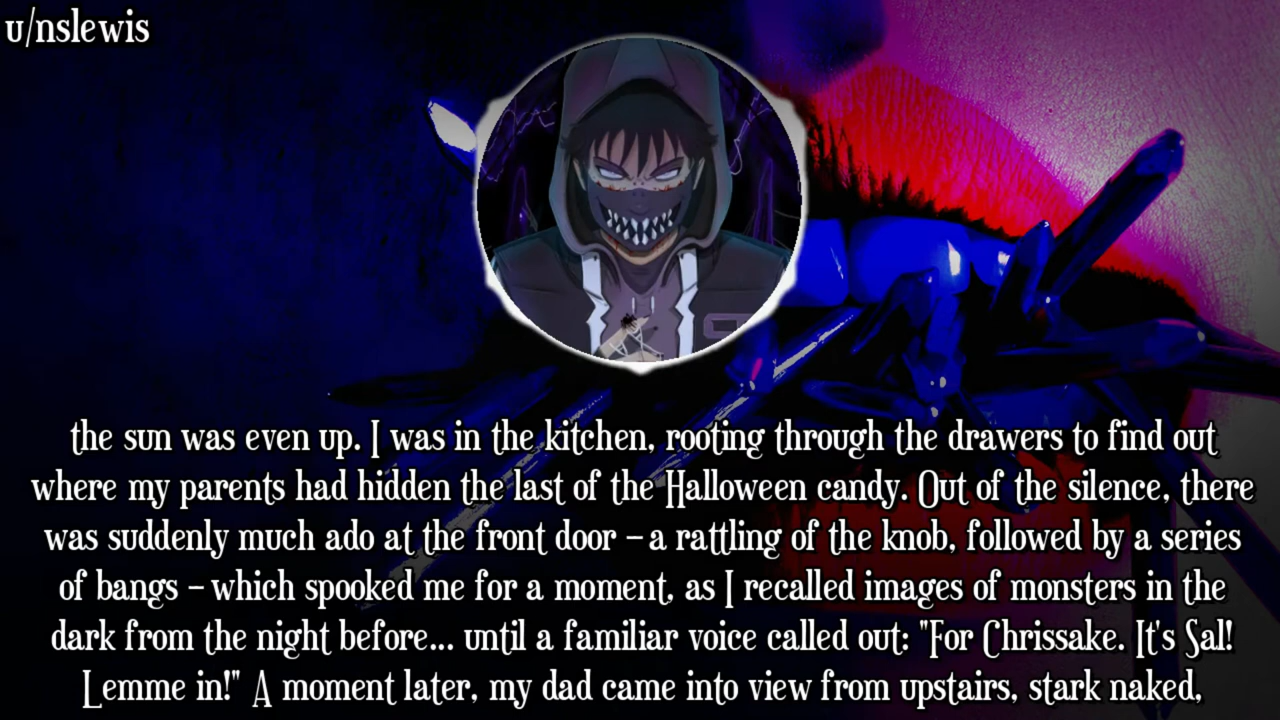 u/nslewis
the sun was even up. I was in the kitchen, rooting through the drawers to find out
where my parents had hidden the last of the Halloween candy. Out of the silence, there
was suddenly much ado at the front door – a rattling of the knob, followed by a series
of bangs – which spooked me for a moment, as I recalled images of monsters in the
dark from the night before... until a familiar voice called out: "For Chrissake. It's Sal!
Lemme in!" A moment later, my dad came into view from upstairs, stark naked,